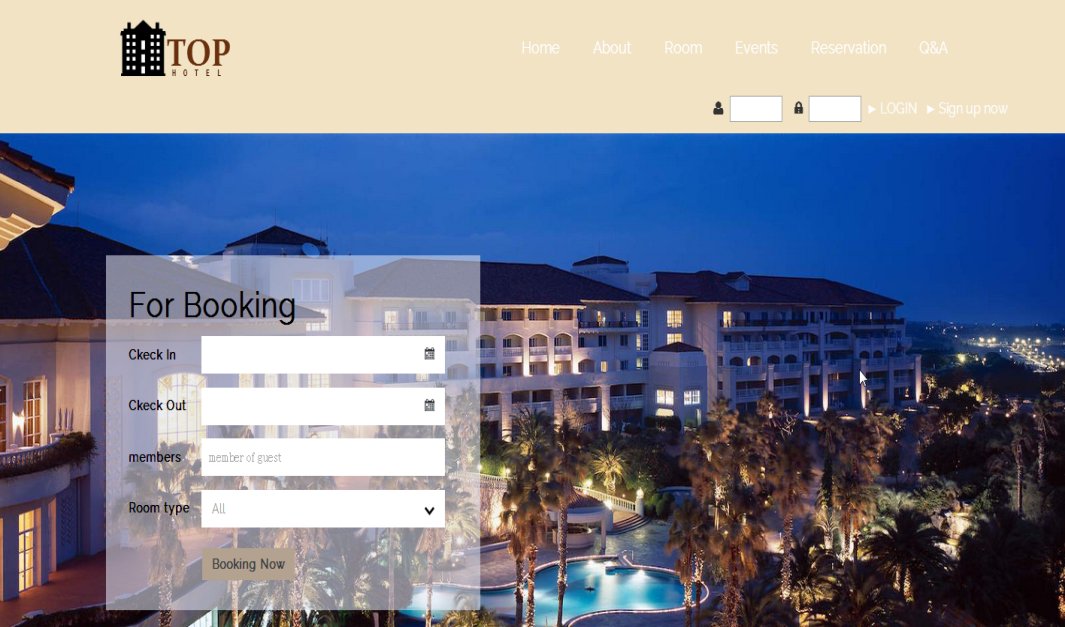 TOP
HOTEL
Home About Room Events Reservation Q&A
LOGIN Sign up now
For Booking
Ckeck In
Ckeck Out
members member of guest
Room type All
Booking Now